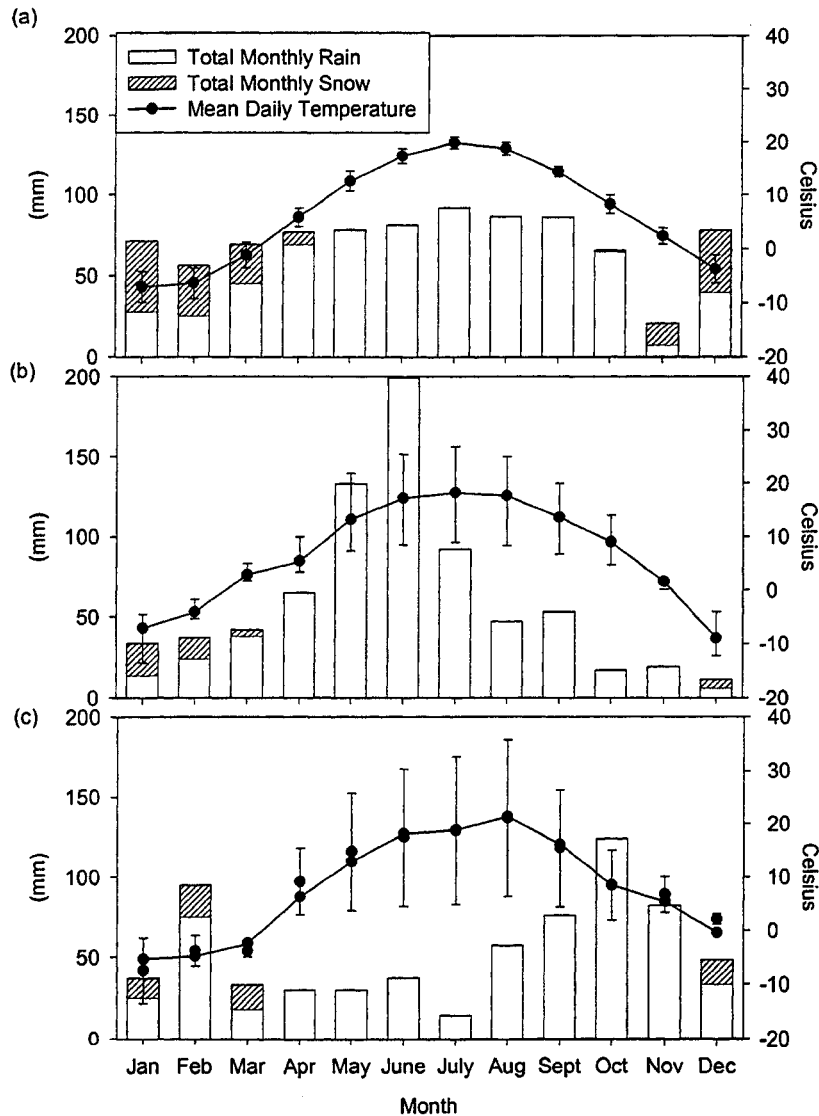 (a)
200
150
100
50
0
(mm)
Total Monthly Rain
Total Monthly Snow
Mean Daily Temperature
40
30
20
10
0
-10
-20
Celsius
(b)
200
150
100
50
0
(mm)
40
30
20
10
0
-10
-20
Celsius
(c)
200
150
100
50
0
(mm)
40
30
20
10
0
-10
-20
Celsius
Jan Feb Mar Apr May June July Aug Sept Oct Nov Dec
Month